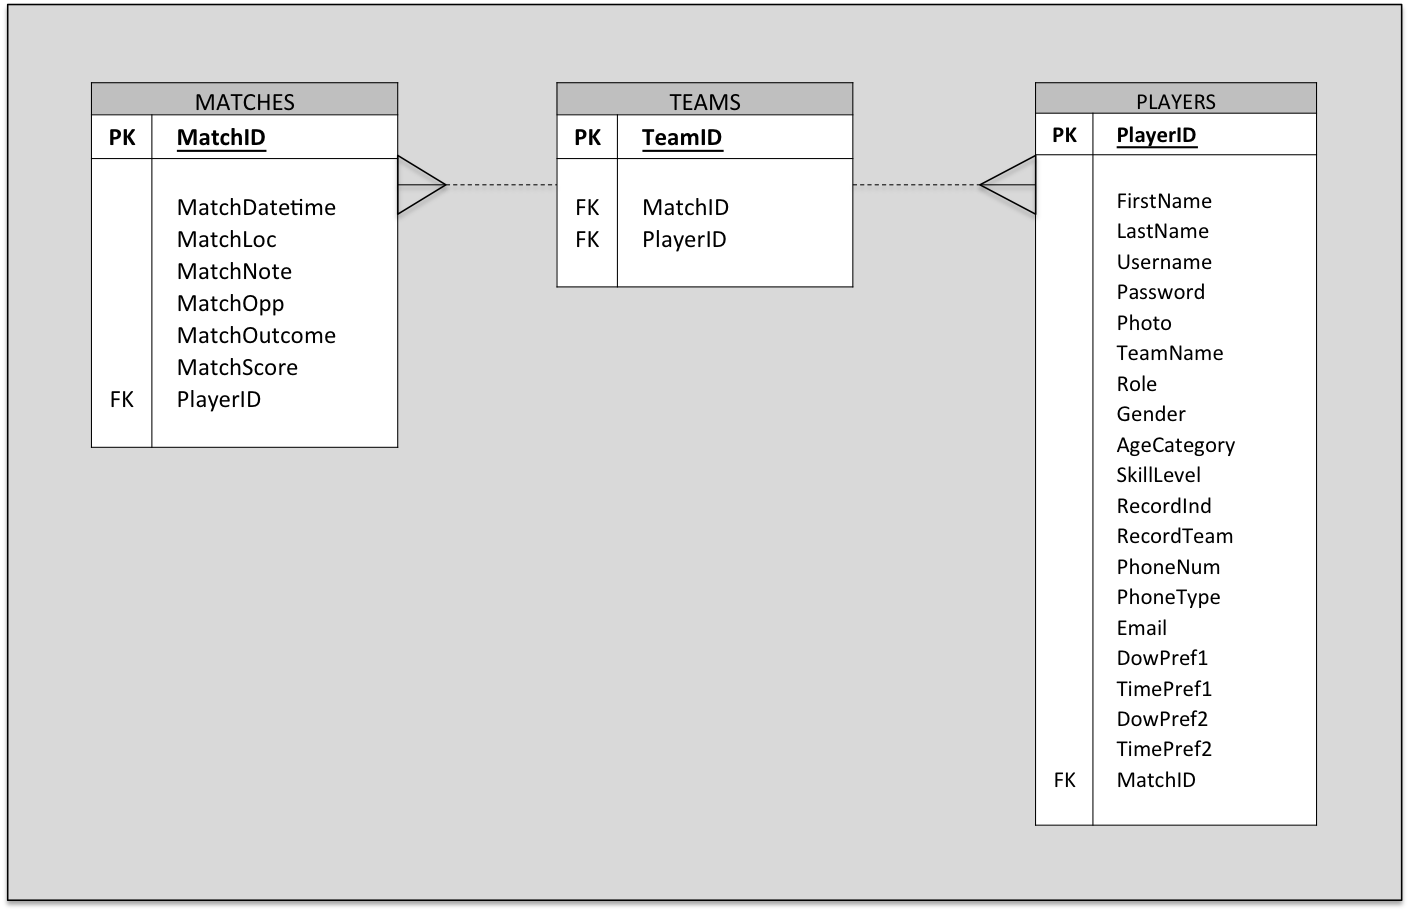 MATCHES
PK MatchID
MatchDatetime
MatchLoc
MatchNote
MatchOpp
MatchOutcome
MatchScore
FK PlayerID
TEAMS
PK TeamID
FK MatchID
FK PlayerID
PLAYERS
PK PlayerID
FirstName
LastName
Username
Password
Photo
TeamName
Role
Gender
AgeCategory
SkillLevel
RecordInd
RecordTeam
PhoneNum
PhoneType
Email
DowPref1
TimePref1
DowPref2
TimePref2
FK MatchID